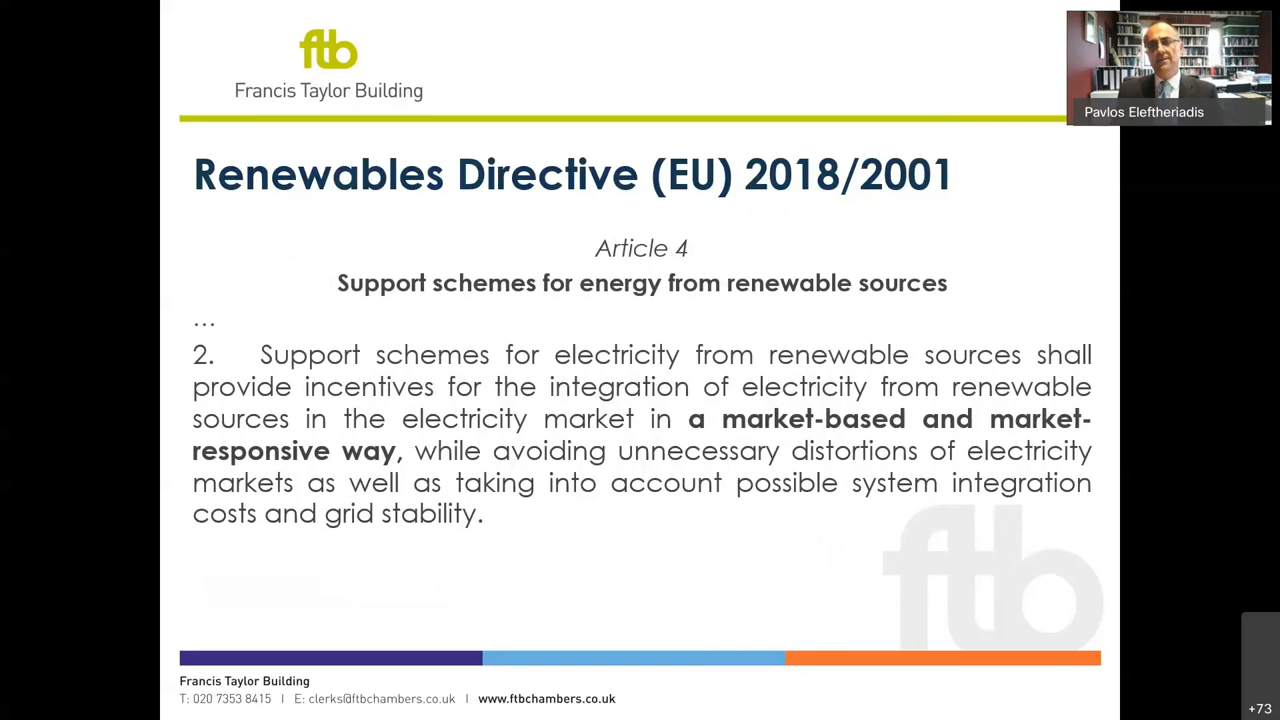 ftb
Francis Taylor Building
Pavlos Eleftheriadis
Renewables Directive (EU) 2018/2001
Article 4
Support schemes for energy from renewable sources
...
2. Support schemes for electricity from renewable sources shall
provide incentives for the integration of electricity from renewable
sources in the electricity market in a market-based and market-
responsive way, while avoiding unnecessary distortions of electricity
markets as well as taking into account possible system integration
costs and grid stability.
ftb
Francis Taylor Building
T: 020 7353 8415 I E: clerks@ftbchambers.co.uk I www.ftbchambers.co.uk
+73